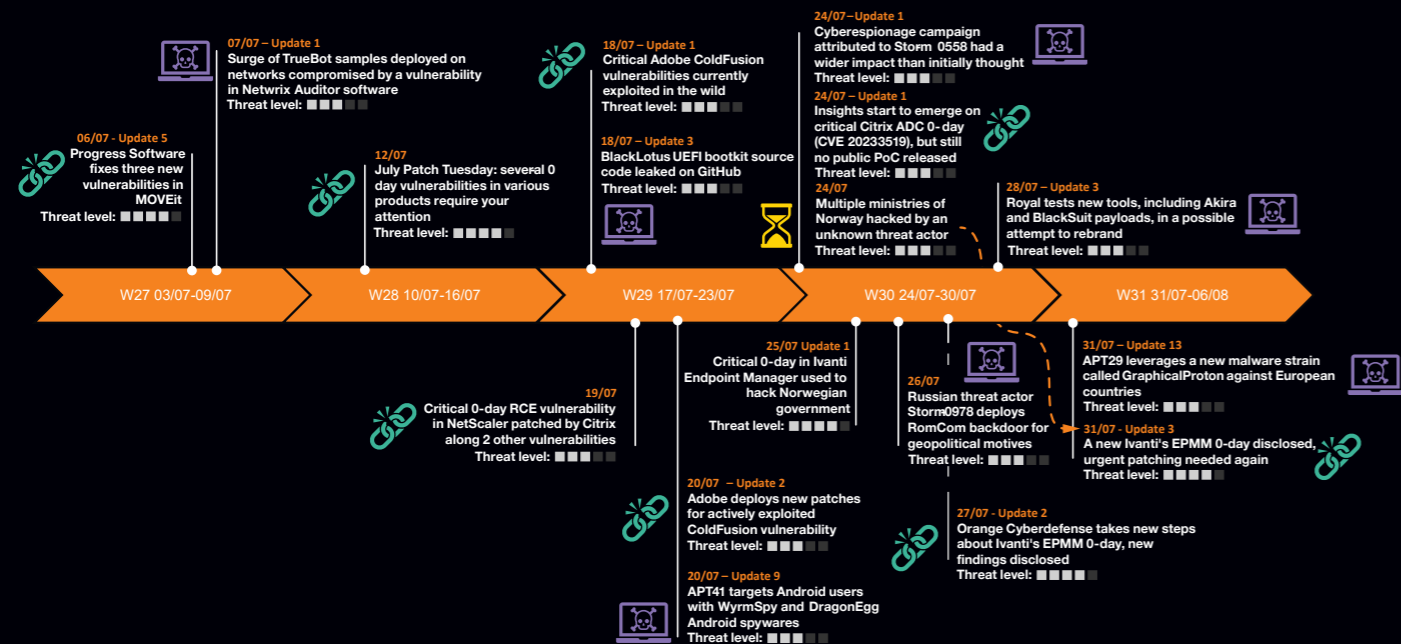 07/07 – Update 1
Surge of TrueBot samples deployed on
networks compromised by a vulnerability
in Netwrix Auditor software
Threat level:
06/07 - Update 5
Progress Software
fixes three new
vulnerabilities in
MOVEit
Threat level:
12/07
July Patch Tuesday: several 0
day vulnerabilities in various
products require your
attention
Threat level:
18/07 – Update 1
Critical Adobe ColdFusion
vulnerabilities currently
exploited in the wild
Threat level:
18/07 – Update 3
BlackLotus UEFI bootkit source
code leaked on GitHub
Threat level:
24/07–Update 1
Cyberespionage campaign
attributed to Storm 0558 had a
wider impact than initially thought
Threat level:
24/07 – Update 1
Insights start to emerge on
critical Citrix ADC 0-day
(CVE 20233519), but still
no public PoC released
Threat level:
24/07
Multiple ministries of
Norway hacked by an
unknown threat actor
Threat level:
28/07 – Update 3
Royal tests new tools, including Akira
and BlackSuit payloads, in a possible
attempt to rebrand
Threat level:
W27 03/07-09/07
W28 10/07-16/07
W29 17/07-23/07
W30 24/07-30/07
W31 31/07-06/08
19/07
Critical 0-day RCE vulnerability
in NetScaler patched by Citrix
along 2 other vulnerabilities
Threat level:
20/07 – Update 2
Adobe deploys new patches
for actively exploited
ColdFusion vulnerability
Threat level:
20/07 – Update 9
APT41 targets Android users
with WyrmSpy and DragonEgg
Android spywares
Threat level:
25/07 Update 1
Critical 0-day in Ivanti
Endpoint Manager used to
hack Norwegian
government
Threat level:
26/07
Russian threat actor
Storm0978 deploys
RomCom backdoor for
geopolitical motives
Threat level:
27/07 - Update 2
Orange Cyberdefense takes new steps
about Ivanti's EPMM 0-day, new
findings disclosed
Threat level:
31/07 – Update 13
APT29 leverages a new malware strain
called GraphicalProton against European
countries
Threat level:
31/07 - Update 3
A new Ivanti's EPMM 0-day disclosed,
urgent patching needed again
Threat level: